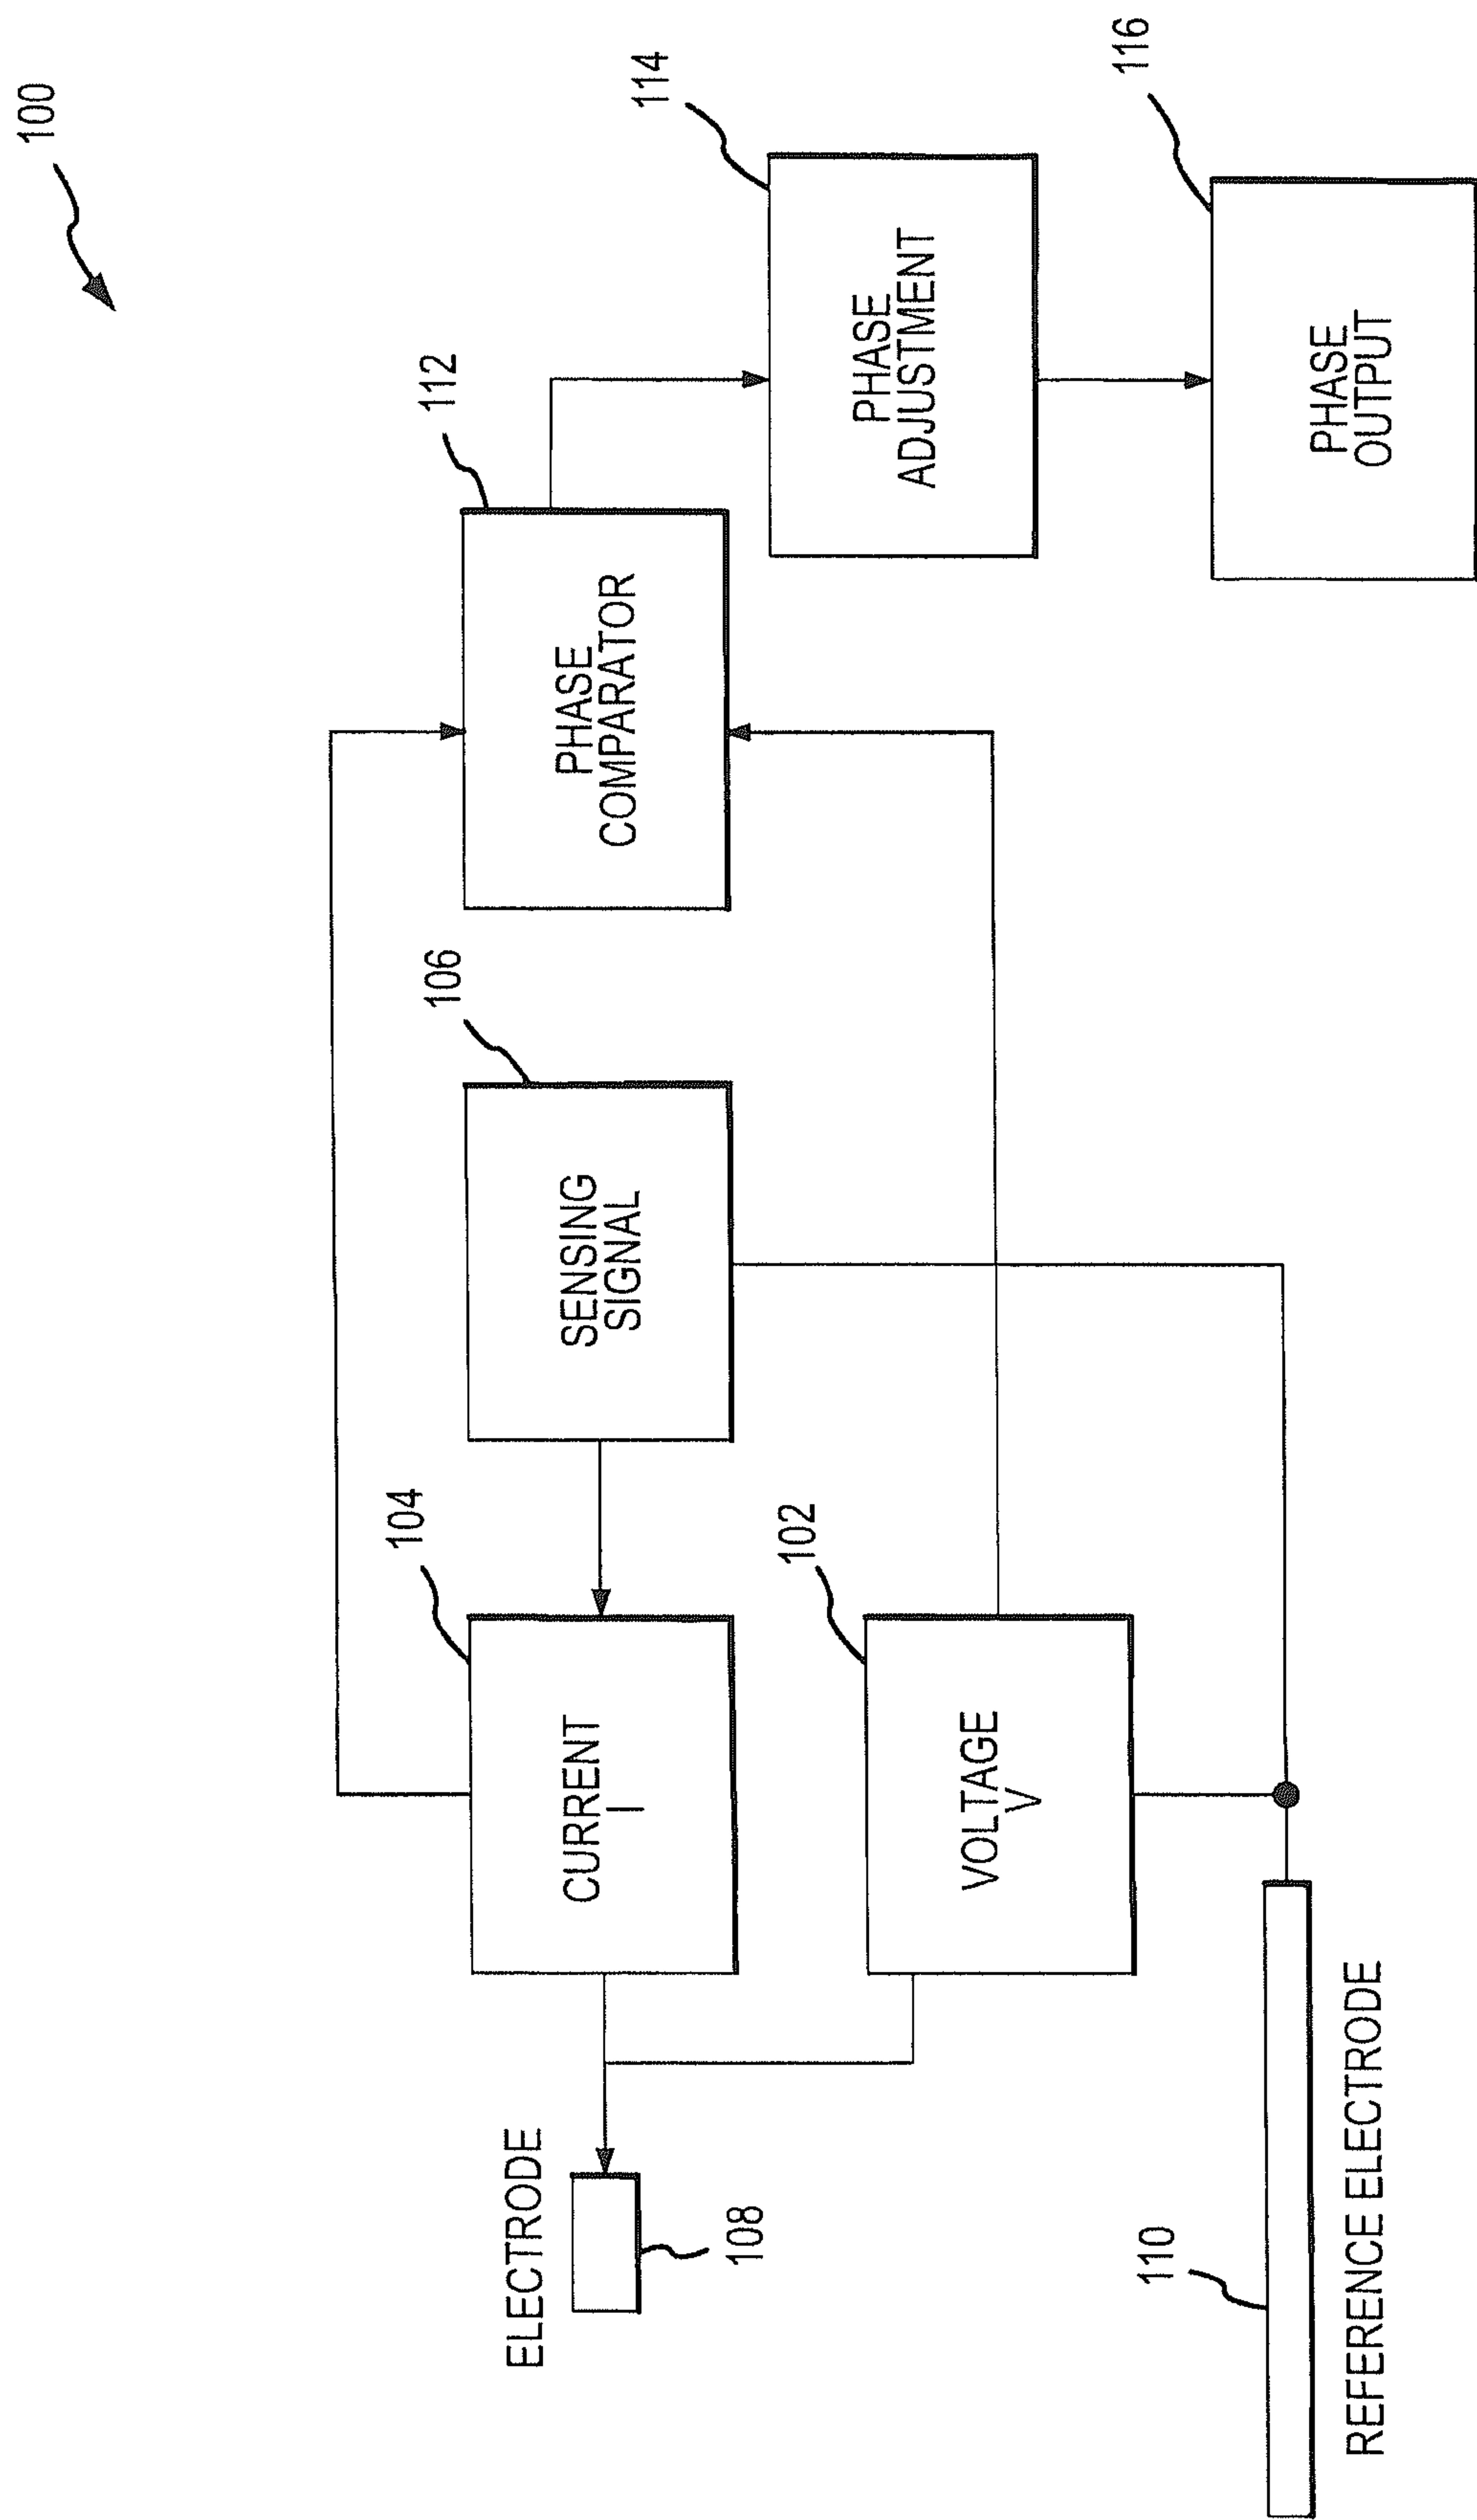 100
112
114
116
PHASE
COMPARATOR
PHASE
ADJUSTMENT
PHASE
OUTPUT
104
106
CURRENT
I
SENSING
SIGNAL
102
VOLTAGE
V
ELECTRODE
108
110
REFERENCE ELECTRODE